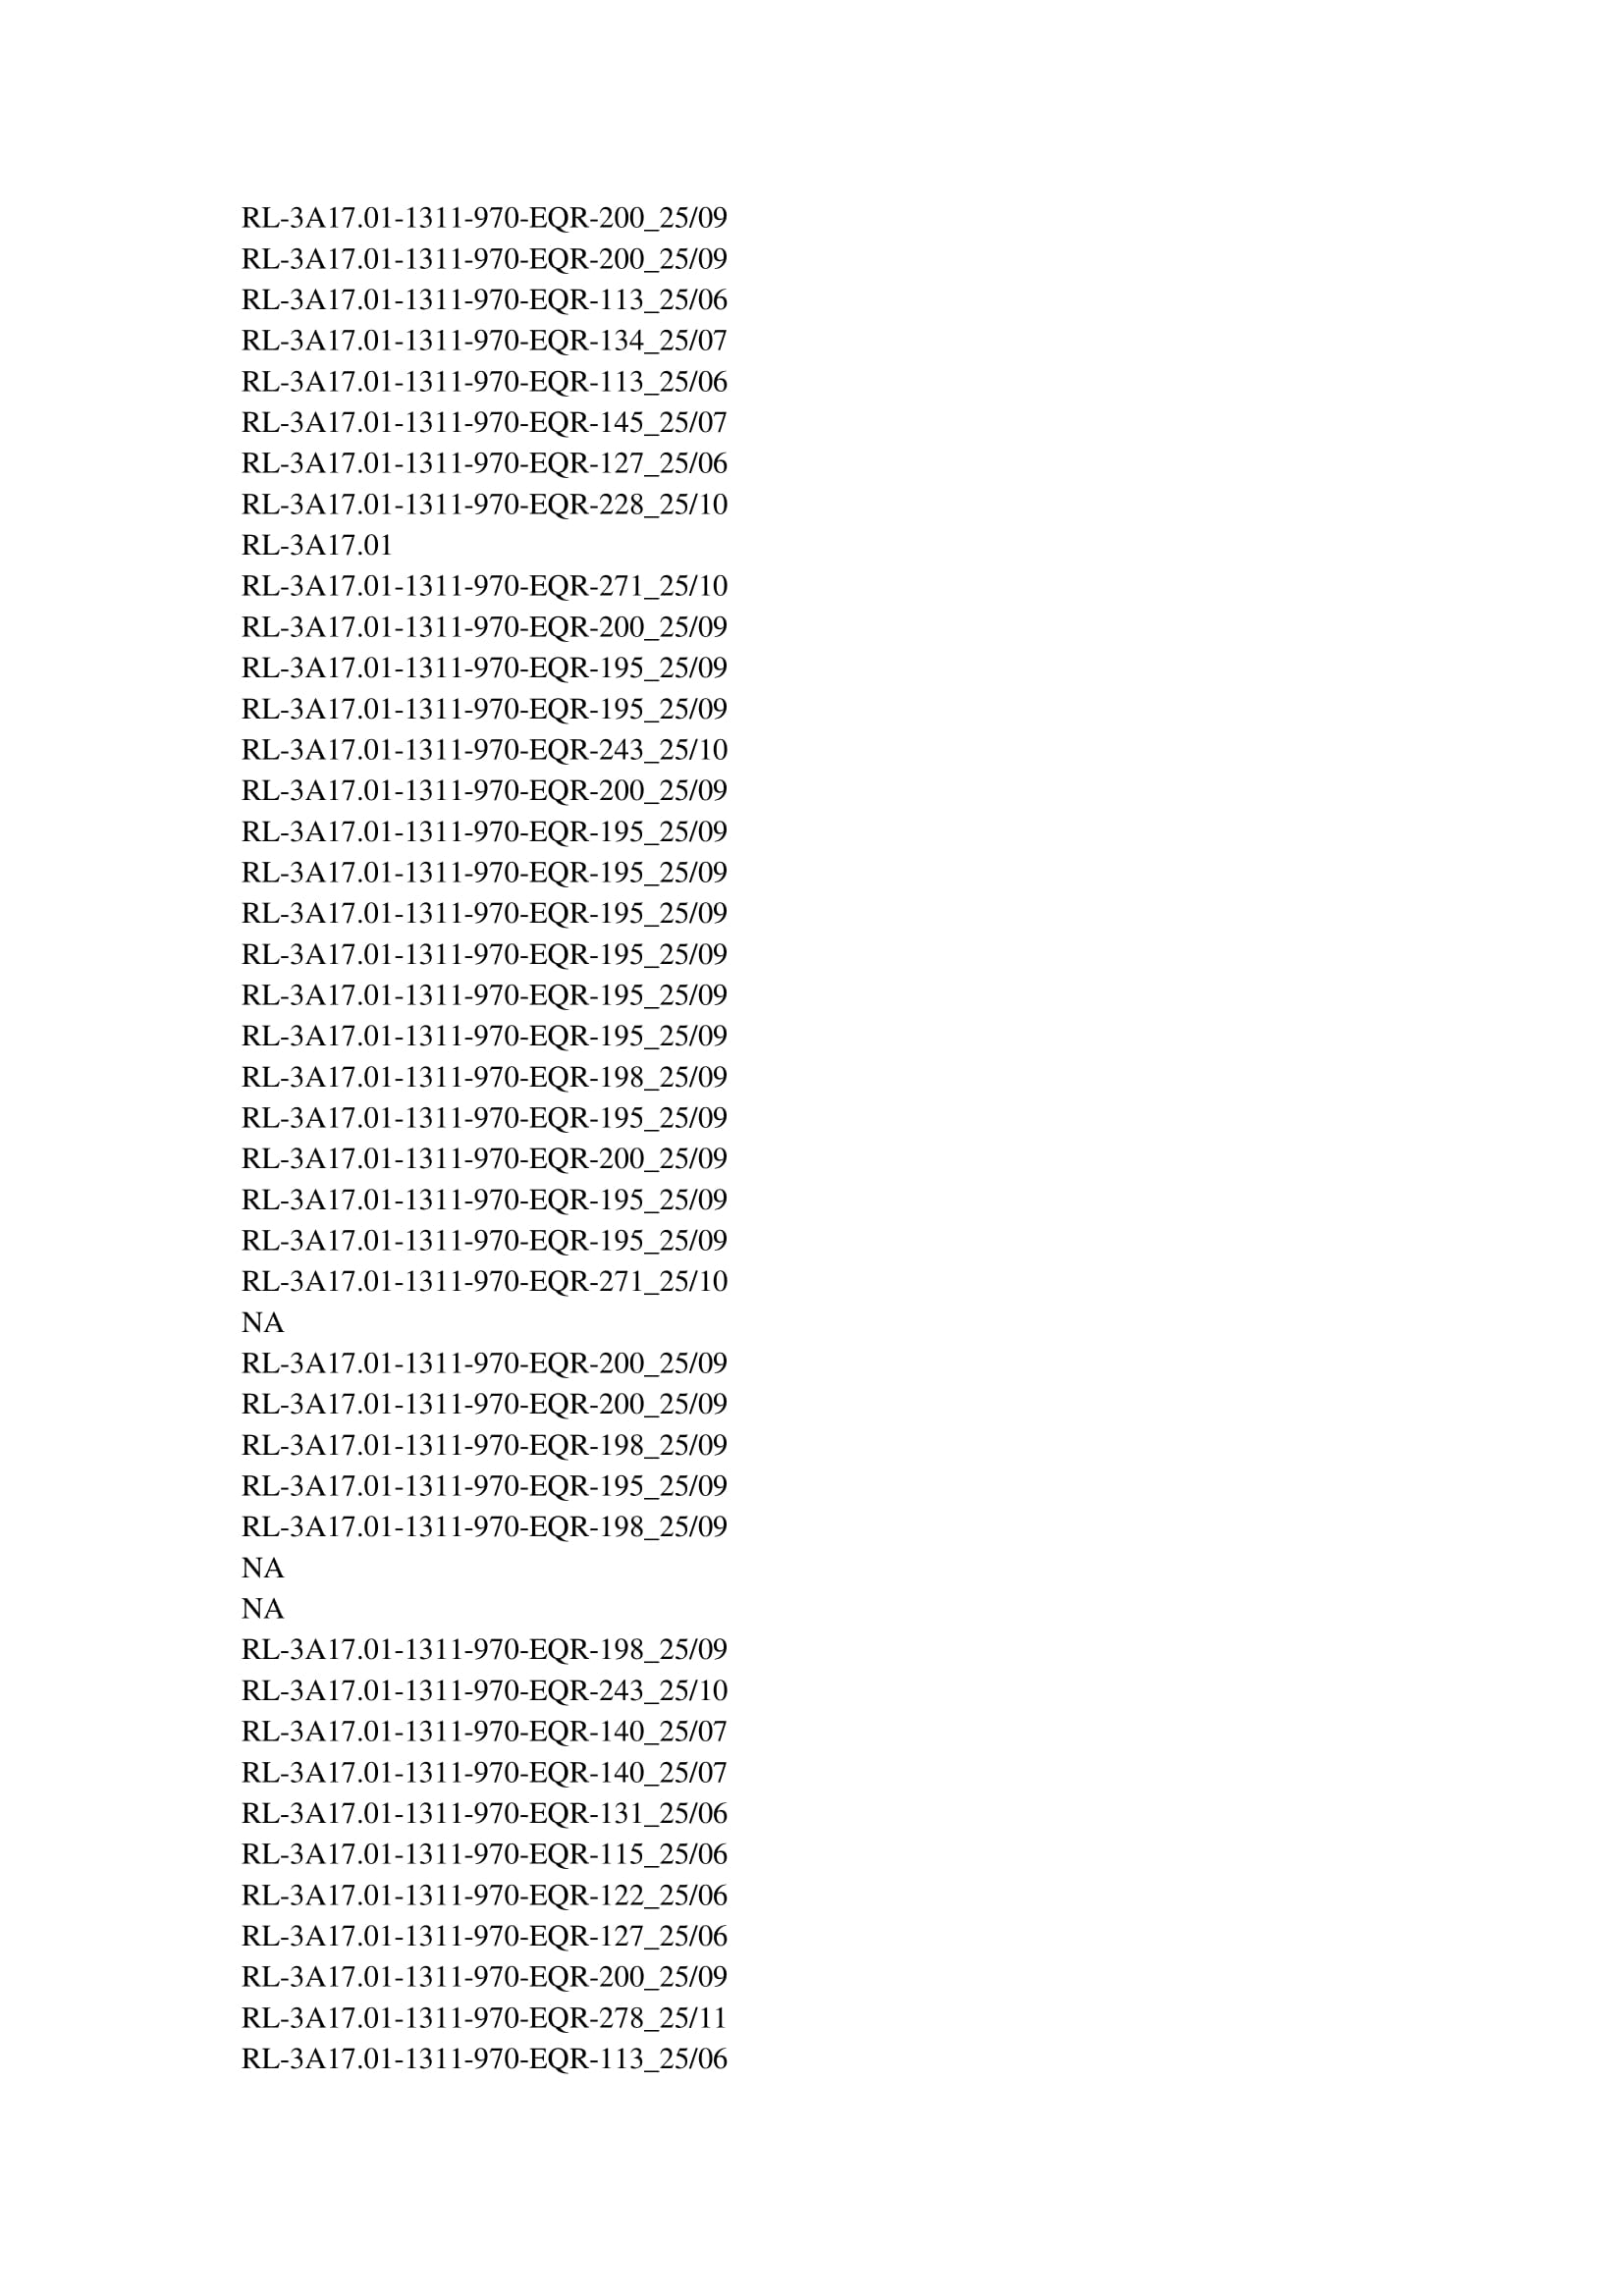 RL-3A17.01-1311-970-EQR-200_25/09
RL-3A17.01-1311-970-EQR-200_25/09
RL-3A17.01-1311-970-EQR-113_25/06
RL-3A17.01-1311-970-EQR-134_25/07
RL-3A17.01-1311-970-EQR-113_25/06
RL-3A17.01-1311-970-EQR-145_25/07
RL-3A17.01-1311-970-EQR-127_25/06
RL-3A17.01-1311-970-EQR-228_25/10
RL-3A17.01
RL-3A17.01-1311-970-EQR-271_25/10
RL-3A17.01-1311-970-EQR-200_25/09
RL-3A17.01-1311-970-EQR-195_25/09
RL-3A17.01-1311-970-EQR-195_25/09
RL-3A17.01-1311-970-EQR-243_25/10
RL-3A17.01-1311-970-EQR-200_25/09
RL-3A17.01-1311-970-EQR-195_25/09
RL-3A17.01-1311-970-EQR-195_25/09
RL-3A17.01-1311-970-EQR-195_25/09
RL-3A17.01-1311-970-EQR-195_25/09
RL-3A17.01-1311-970-EQR-195_25/09
RL-3A17.01-1311-970-EQR-195_25/09
RL-3A17.01-1311-970-EQR-198_25/09
RL-3A17.01-1311-970-EQR-195_25/09
RL-3A17.01-1311-970-EQR-200_25/09
RL-3A17.01-1311-970-EQR-195_25/09
RL-3A17.01-1311-970-EQR-195_25/09
RL-3A17.01-1311-970-EQR-271_25/10
NA
RL-3A17.01-1311-970-EQR-200_25/09
RL-3A17.01-1311-970-EQR-200_25/09
RL-3A17.01-1311-970-EQR-198_25/09
RL-3A17.01-1311-970-EQR-195_25/09
RL-3A17.01-1311-970-EQR-198_25/09
NA
NA
RL-3A17.01-1311-970-EQR-198_25/09
RL-3A17.01-1311-970-EQR-243_25/10
RL-3A17.01-1311-970-EQR-140_25/07
RL-3A17.01-1311-970-EQR-140_25/07
RL-3A17.01-1311-970-EQR-131_25/06
RL-3A17.01-1311-970-EQR-115_25/06
RL-3A17.01-1311-970-EQR-122_25/06
RL-3A17.01-1311-970-EQR-127_25/06
RL-3A17.01-1311-970-EQR-200_25/09
RL-3A17.01-1311-970-EQR-278_25/11
RL-3A17.01-1311-970-EQR-113_25/06